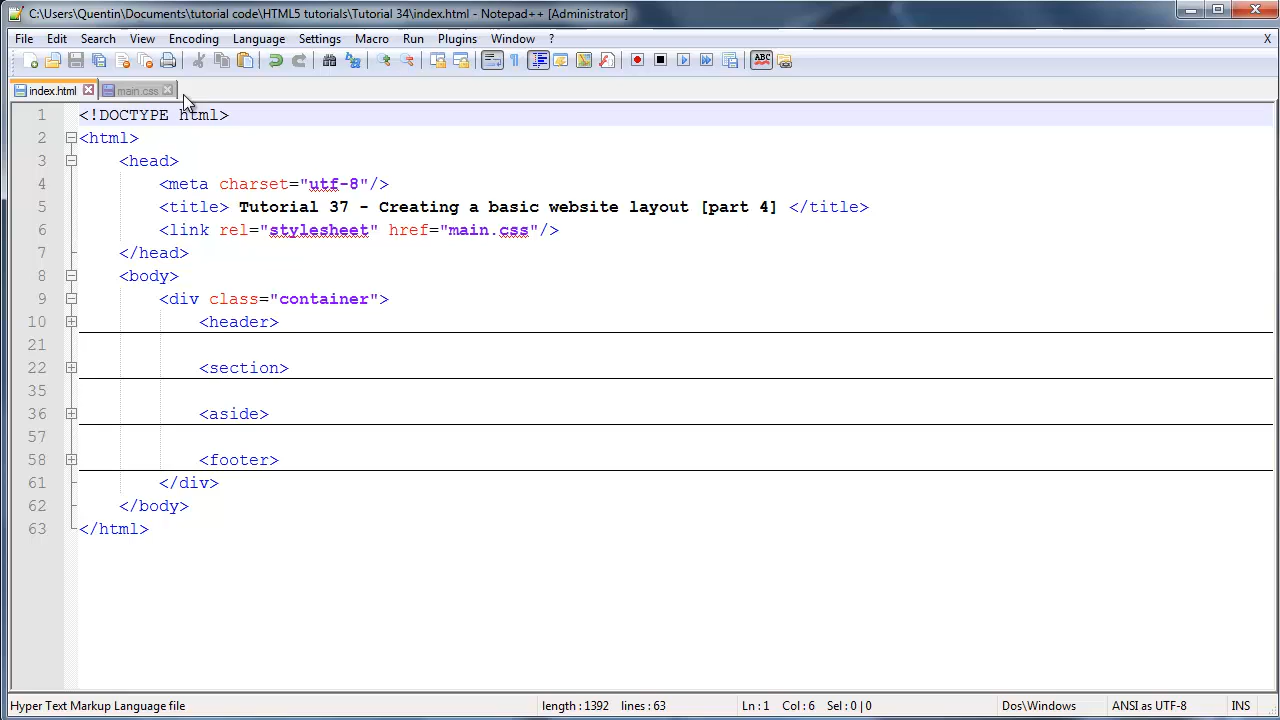 C:\Users\Quentin\Documents\tutorial code\HTML5 tutorials\Tutorial 34\index.html - Notepad++ [Administrator]
File Edit Search View Encoding Language Settings Macro Run Plugins Window ? X
index.html main.css
1 <!DOCTYPE html>
2 <html>
3 <head>
4 <meta charset="utf-8"/>
5 <title> Tutorial 37 - Creating a basic website layout [part 4] </title>
6 <link rel="stylesheet" href="main.css"/>
7 </head>
8 <body>
9 <div class="container">
10 <header>
21
22 <section>
35
36 <aside>
57
58 <footer>
61 </div>
62 </body>
63 </html>
Hyper Text Markup Language file length : 1392 lines : 63 Ln : 1 Col : 6 Sel : 0 | 0 Dos\Windows ANSI as UTF-8 INS